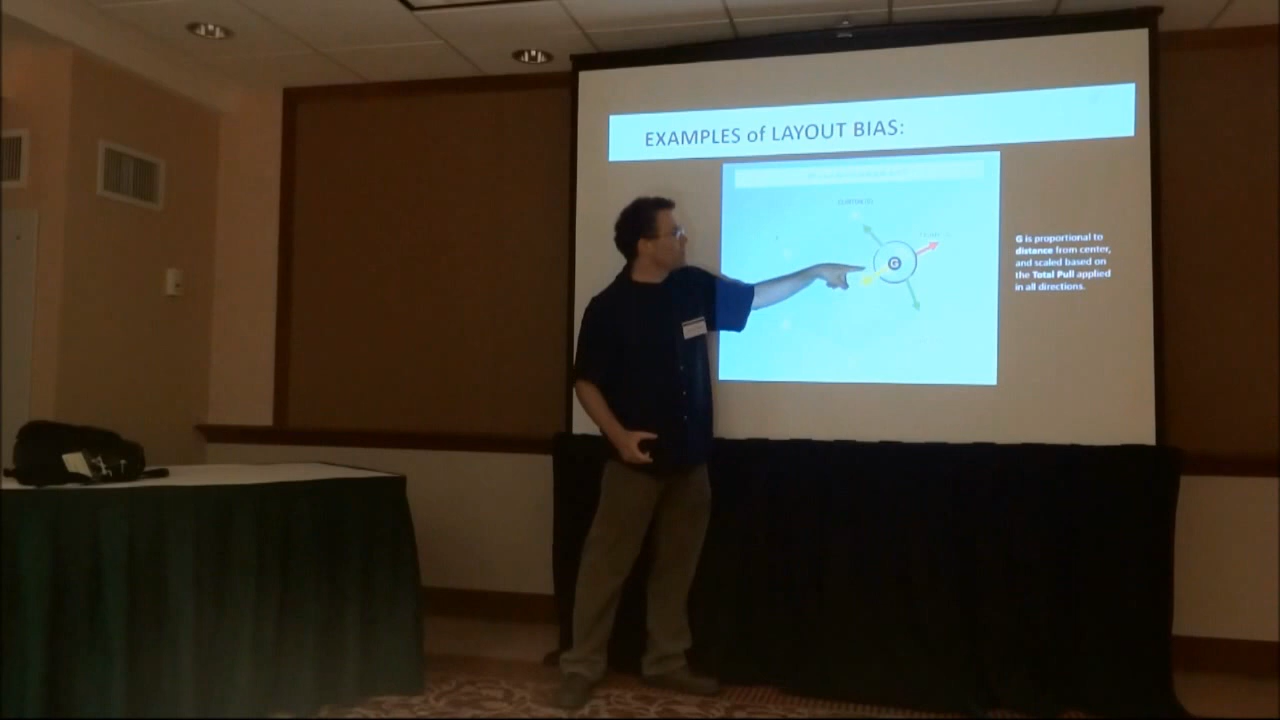 EXAMPLES of LAYOUT BIAS:
G
G is proportional to
distance from center,
and scaled based on
the Total Pull applied
in all directions.